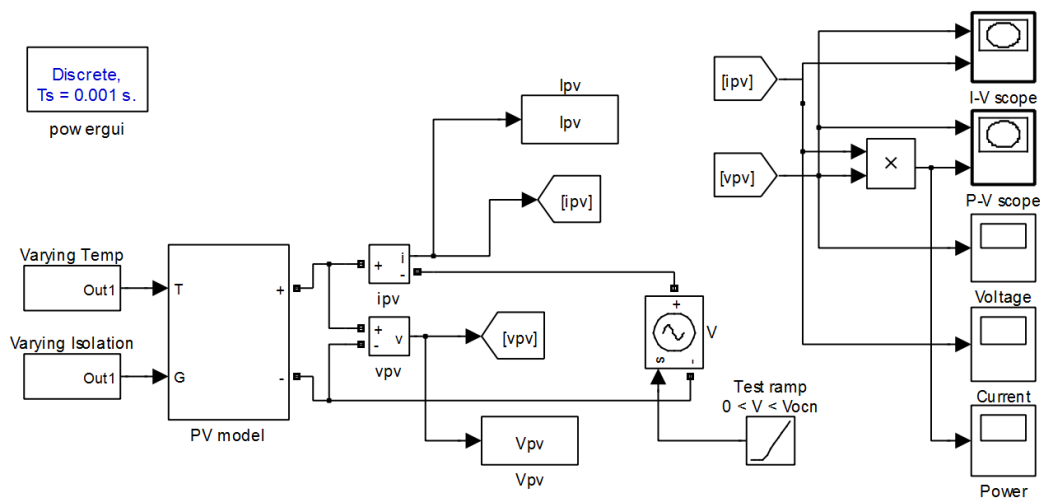 Discrete,
Ts = 0.001 s.
pow ergui
Ipv
Ipv
[ipv]
Varying Temp
Out1
Varying Isolation
Out1
T
G
+
-
PV model
+
i
-
ipv
+
-
v
vpv
[vpv]
Vpv
Vpv
+
V
s
-
Test ramp
0 < V < Vocn
[ipv]
[vpv]
×
I-V scope
P-V scope
Voltage
Current
Power